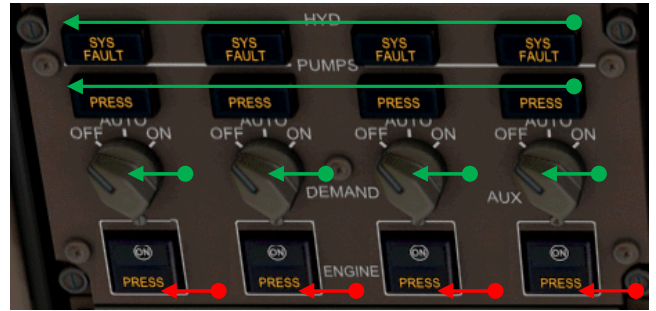 HYD
SYS FAULT SYS FAULT SYS FAULT SYS FAULT
PUMPS
PRESS PRESS PRESS PRESS
OFF AUTO ON OFF AUTO ON OFF AUTO ON OFF AUTO ON
DEMAND AUX
ON ON ON ON
ENGINE
PRESS PRESS PRESS PRESS